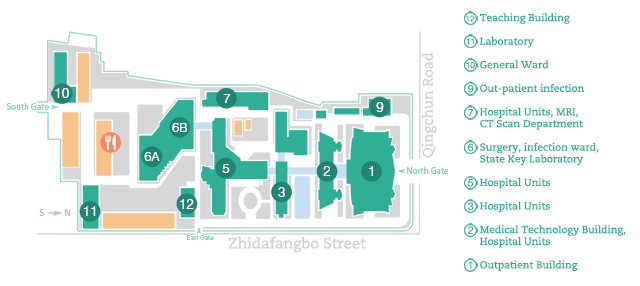 10
South Gate
7
9
Qingchun Road
6B
6A
5
3
2
1
North Gate
S N
11
12
East Gate
Zhidafangbo Street
12 Teaching Building
11 Laboratory
10 General Ward
9 Out-patient infection
7 Hospital Units, MRI,
CT Scan Department
6 Surgery, infection ward,
State Key Laboratory
5 Hospital Units
3 Hospital Units
2 Medical Technology Building,
Hospital Units
1 Outpatient Building